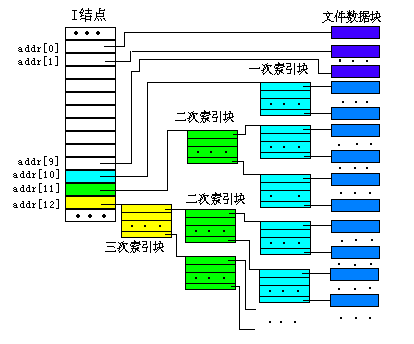 I结点
文件数据块
addr[0]
addr[1]
一次索引块
二次索引块
addr[9]
addr[10]
addr[11]
addr[12]
二次索引块
三次索引块